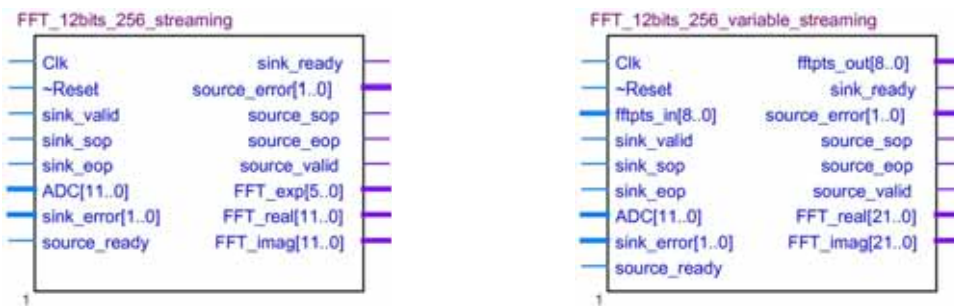 FFT_12bits_256_streaming
Clk
sink_ready
~Reset
source_error[1..0]
sink_valid
source_sop
sink_sop
source_eop
sink_eop
source_valid
ADC[11..0]
FFT_exp[5..0]
sink_error[1..0]
FFT_real[11..0]
source_ready
FFT_imag[11..0]
1
FFT_12bits_256_variable_streaming
Clk
fftpts_out[8..0]
~Reset
sink_ready
fftpts_in[8..0]
source_error[1..0]
sink_valid
source_sop
sink_sop
source_eop
sink_eop
source_valid
ADC[11..0]
FFT_real[21..0]
sink_error[1..0]
FFT_imag[21..0]
source_ready
1